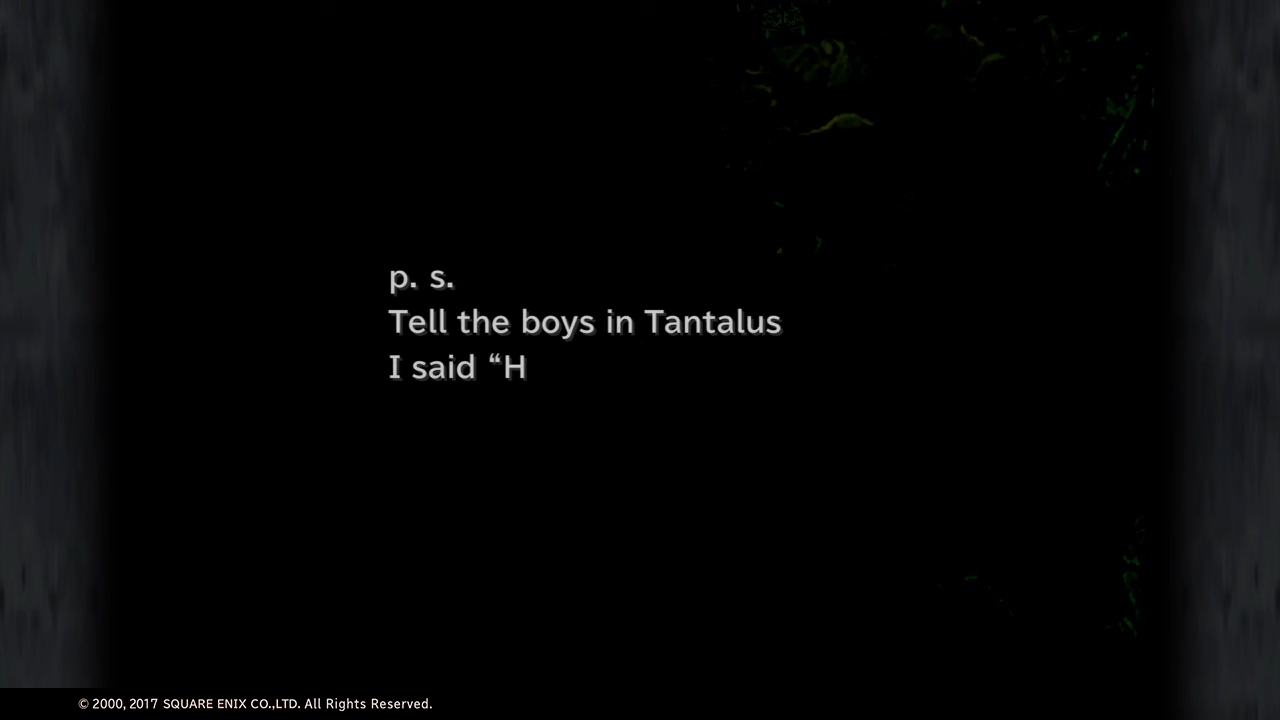 p. s.
Tell the boys in Tantalus
I said “H
© 2000, 2017 SQUARE ENIX CO.,LTD. All Rights Reserved.